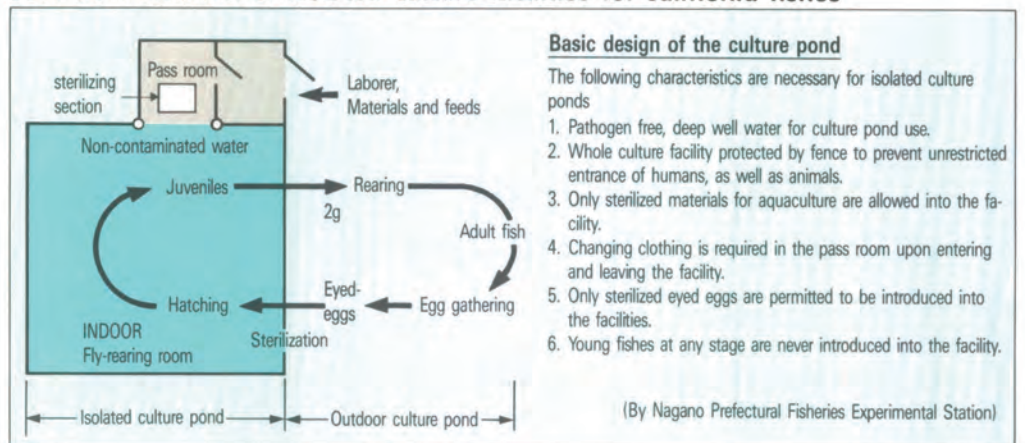 sterilizing
section
Pass room
Laborer,
Materials and feeds
Non-contaminated water
Juveniles
Rearing
2g
Adult fish
Hatching
Eyed-
eggs
Egg gathering
INDOOR
Fly-rearing room
Sterilization
Isolated culture pond
Outdoor culture pond
Basic design of the culture pond
The following characteristics are necessary for isolated culture
ponds
1. Pathogen free, deep well water for culture pond use.
2. Whole culture facility protected by fence to prevent unrestricted
entrance of humans, as well as animals.
3. Only sterilized materials for aquaculture are allowed into the fa-
cility.
4. Changing clothing is required in the pass room upon entering
and leaving the facility.
5. Only sterilized eyed eggs are permitted to be introduced into
the facilities.
6. Young fishes at any stage are never introduced into the facility.
(By Nagano Prefectural Fisheries Experimental Station)